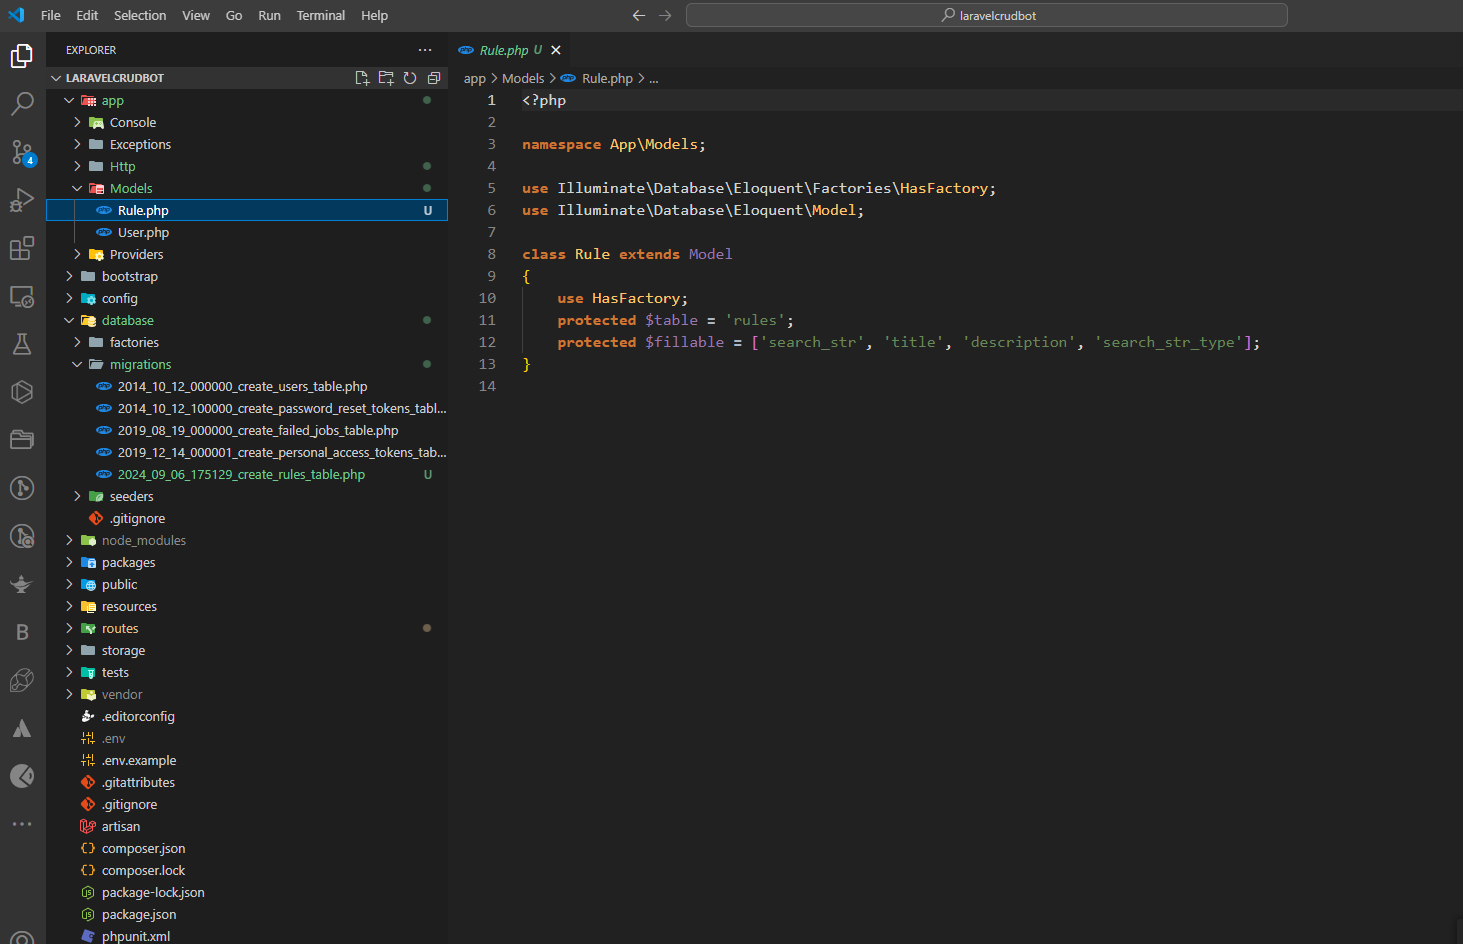 File Edit Selection View Go Run Terminal Help
laravelcrudbot
EXPLORER
LARAVELCRUDBOT
app
Console
Exceptions
Http
Models
Rule.php U
User.php
Providers
bootstrap
config
database
factories
migrations
2014_10_12_000000_create_users_table.php
2014_10_12_100000_create_password_reset_tokens_tabl...
2019_08_19_000000_create_failed_jobs_table.php
2019_12_14_000001_create_personal_access_tokens_tab...
2024_09_06_175129_create_rules_table.php U
seeders
.gitignore
node_modules
packages
public
resources
routes
storage
tests
vendor
.editorconfig
.env
.env.example
.gitattributes
.gitignore
artisan
composer.json
composer.lock
package-lock.json
package.json
phpunit.xml
4
B
Rule.php U
app > Models > Rule.php > ...
1 <?php
2
3 namespace App\Models;
4
5 use Illuminate\Database\Eloquent\Factories\HasFactory;
6 use Illuminate\Database\Eloquent\Model;
7
8 class Rule extends Model
9 {
10 use HasFactory;
11 protected $table = 'rules';
12 protected $fillable = ['search_str', 'title', 'description', 'search_str_type'];
13 }
14